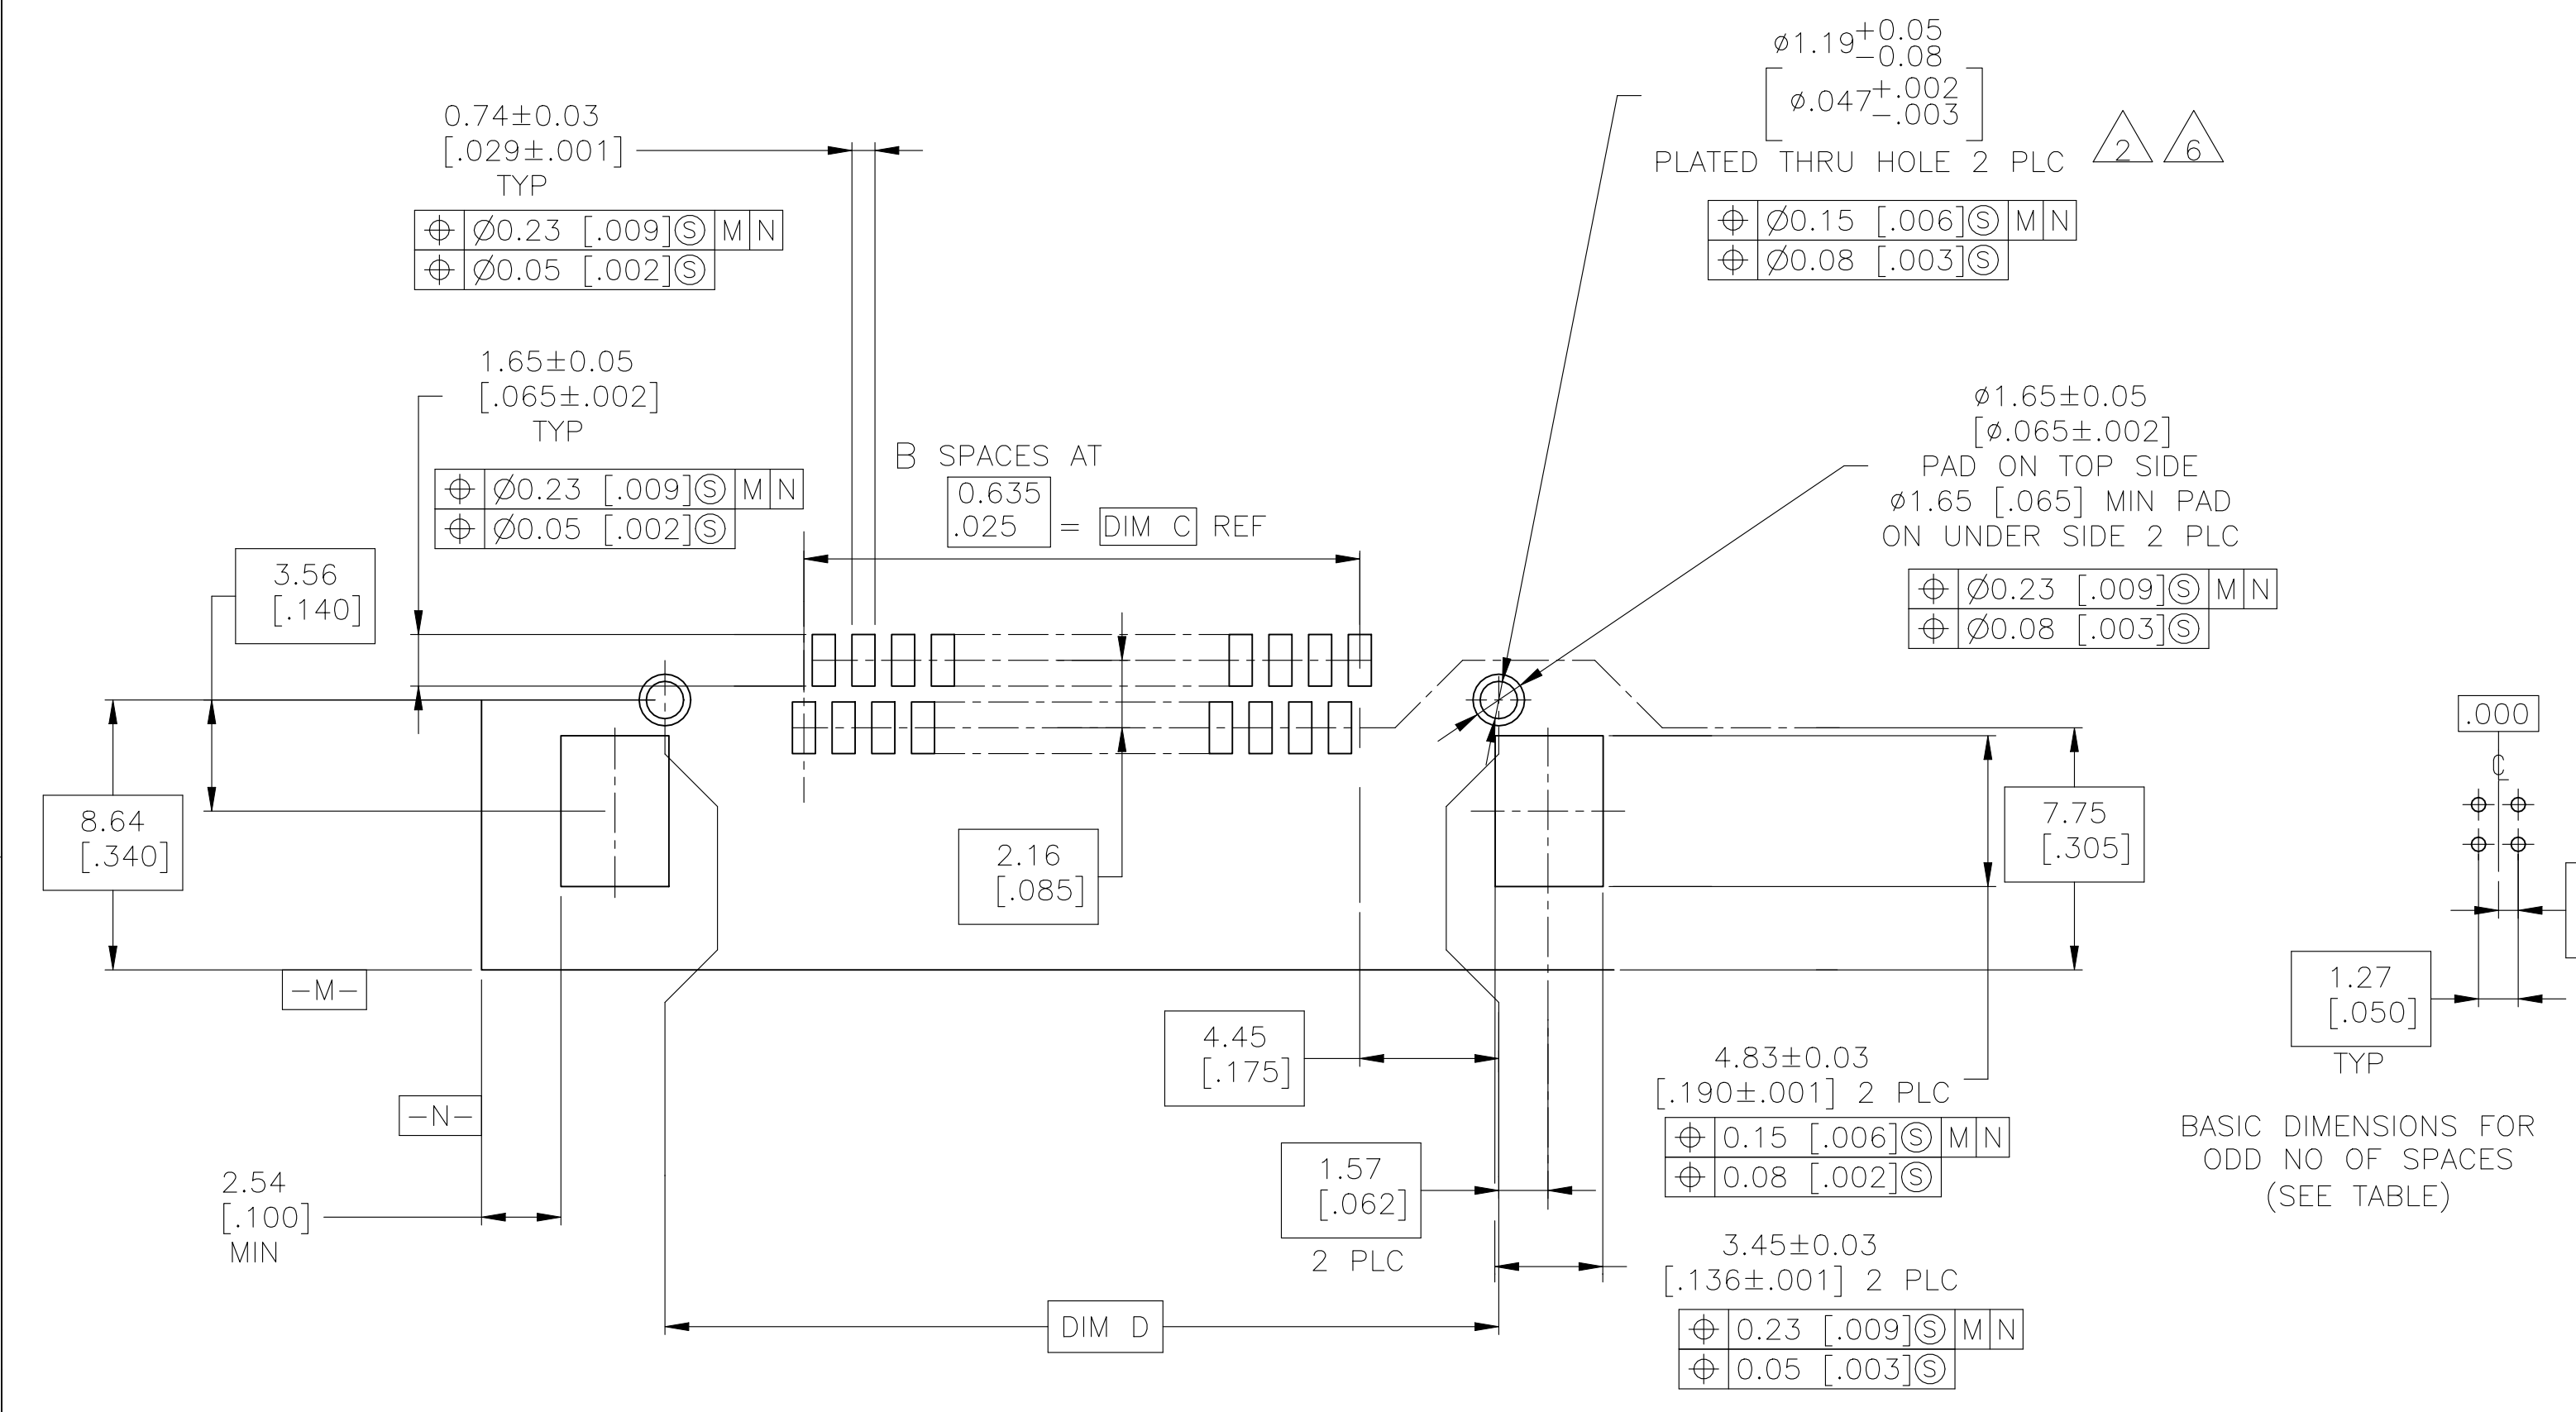 ø1.19+0.05
-0.08
[ø.047+.002
-.003]
PLATED THRU HOLE 2 PLC 2 6
⌖ Ø0.15 [.006]Ⓢ M N
⌖ Ø0.08 [.003]Ⓢ
0.74±0.03
[.029±.001]
TYP
⌖ Ø0.23 [.009]Ⓢ M N
⌖ Ø0.05 [.002]Ⓢ
1.65±0.05
[.065±.002]
TYP
⌖ Ø0.23 [.009]Ⓢ M N
⌖ Ø0.05 [.002]Ⓢ
B SPACES AT
0.635
.025 = DIM C REF
ø1.65±0.05
[ø.065±.002]
PAD ON TOP SIDE
ø1.65 [.065] MIN PAD
ON UNDER SIDE 2 PLC
⌖ Ø0.23 [.009]Ⓢ M N
⌖ Ø0.08 [.003]Ⓢ
3.56
[.140]
8.64
[.340]
2.16
[.085]
7.75
[.305]
.000
℄
-M-
-N-
4.45
[.175]
1.27
[.050]
TYP
4.83±0.03
[.190±.001] 2 PLC
⌖ 0.15 [.006]Ⓢ M N
⌖ 0.08 [.002]Ⓢ
BASIC DIMENSIONS FOR
ODD NO OF SPACES
(SEE TABLE)
2.54
[.100]
MIN
1.57
[.062]
2 PLC
3.45±0.03
[.136±.001] 2 PLC
⌖ 0.23 [.009]Ⓢ M N
⌖ 0.05 [.003]Ⓢ
DIM D